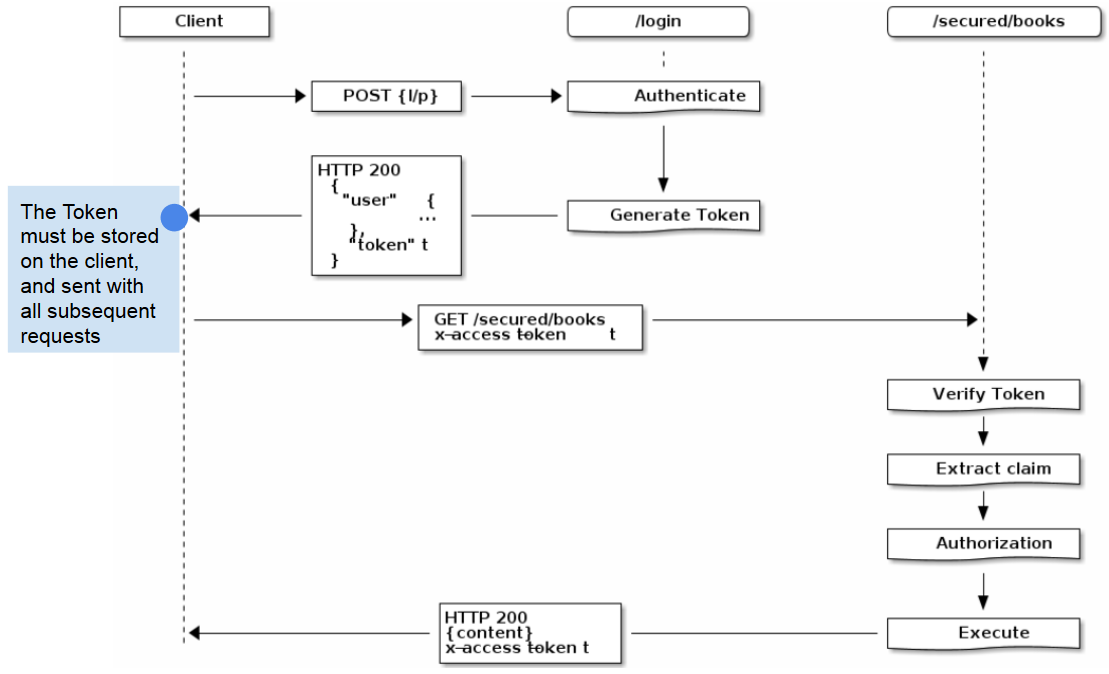 Client
/login
/secured/books
POST {l/p}
Authenticate
HTTP 200
{
"user" {
...
},
"token" t
}
Generate Token
The Token
must be stored
on the client,
and sent with
all subsequent
requests
GET /secured/books
x-access token t
Verify Token
Extract claim
Authorization
Execute
HTTP 200
{content}
x-access token t